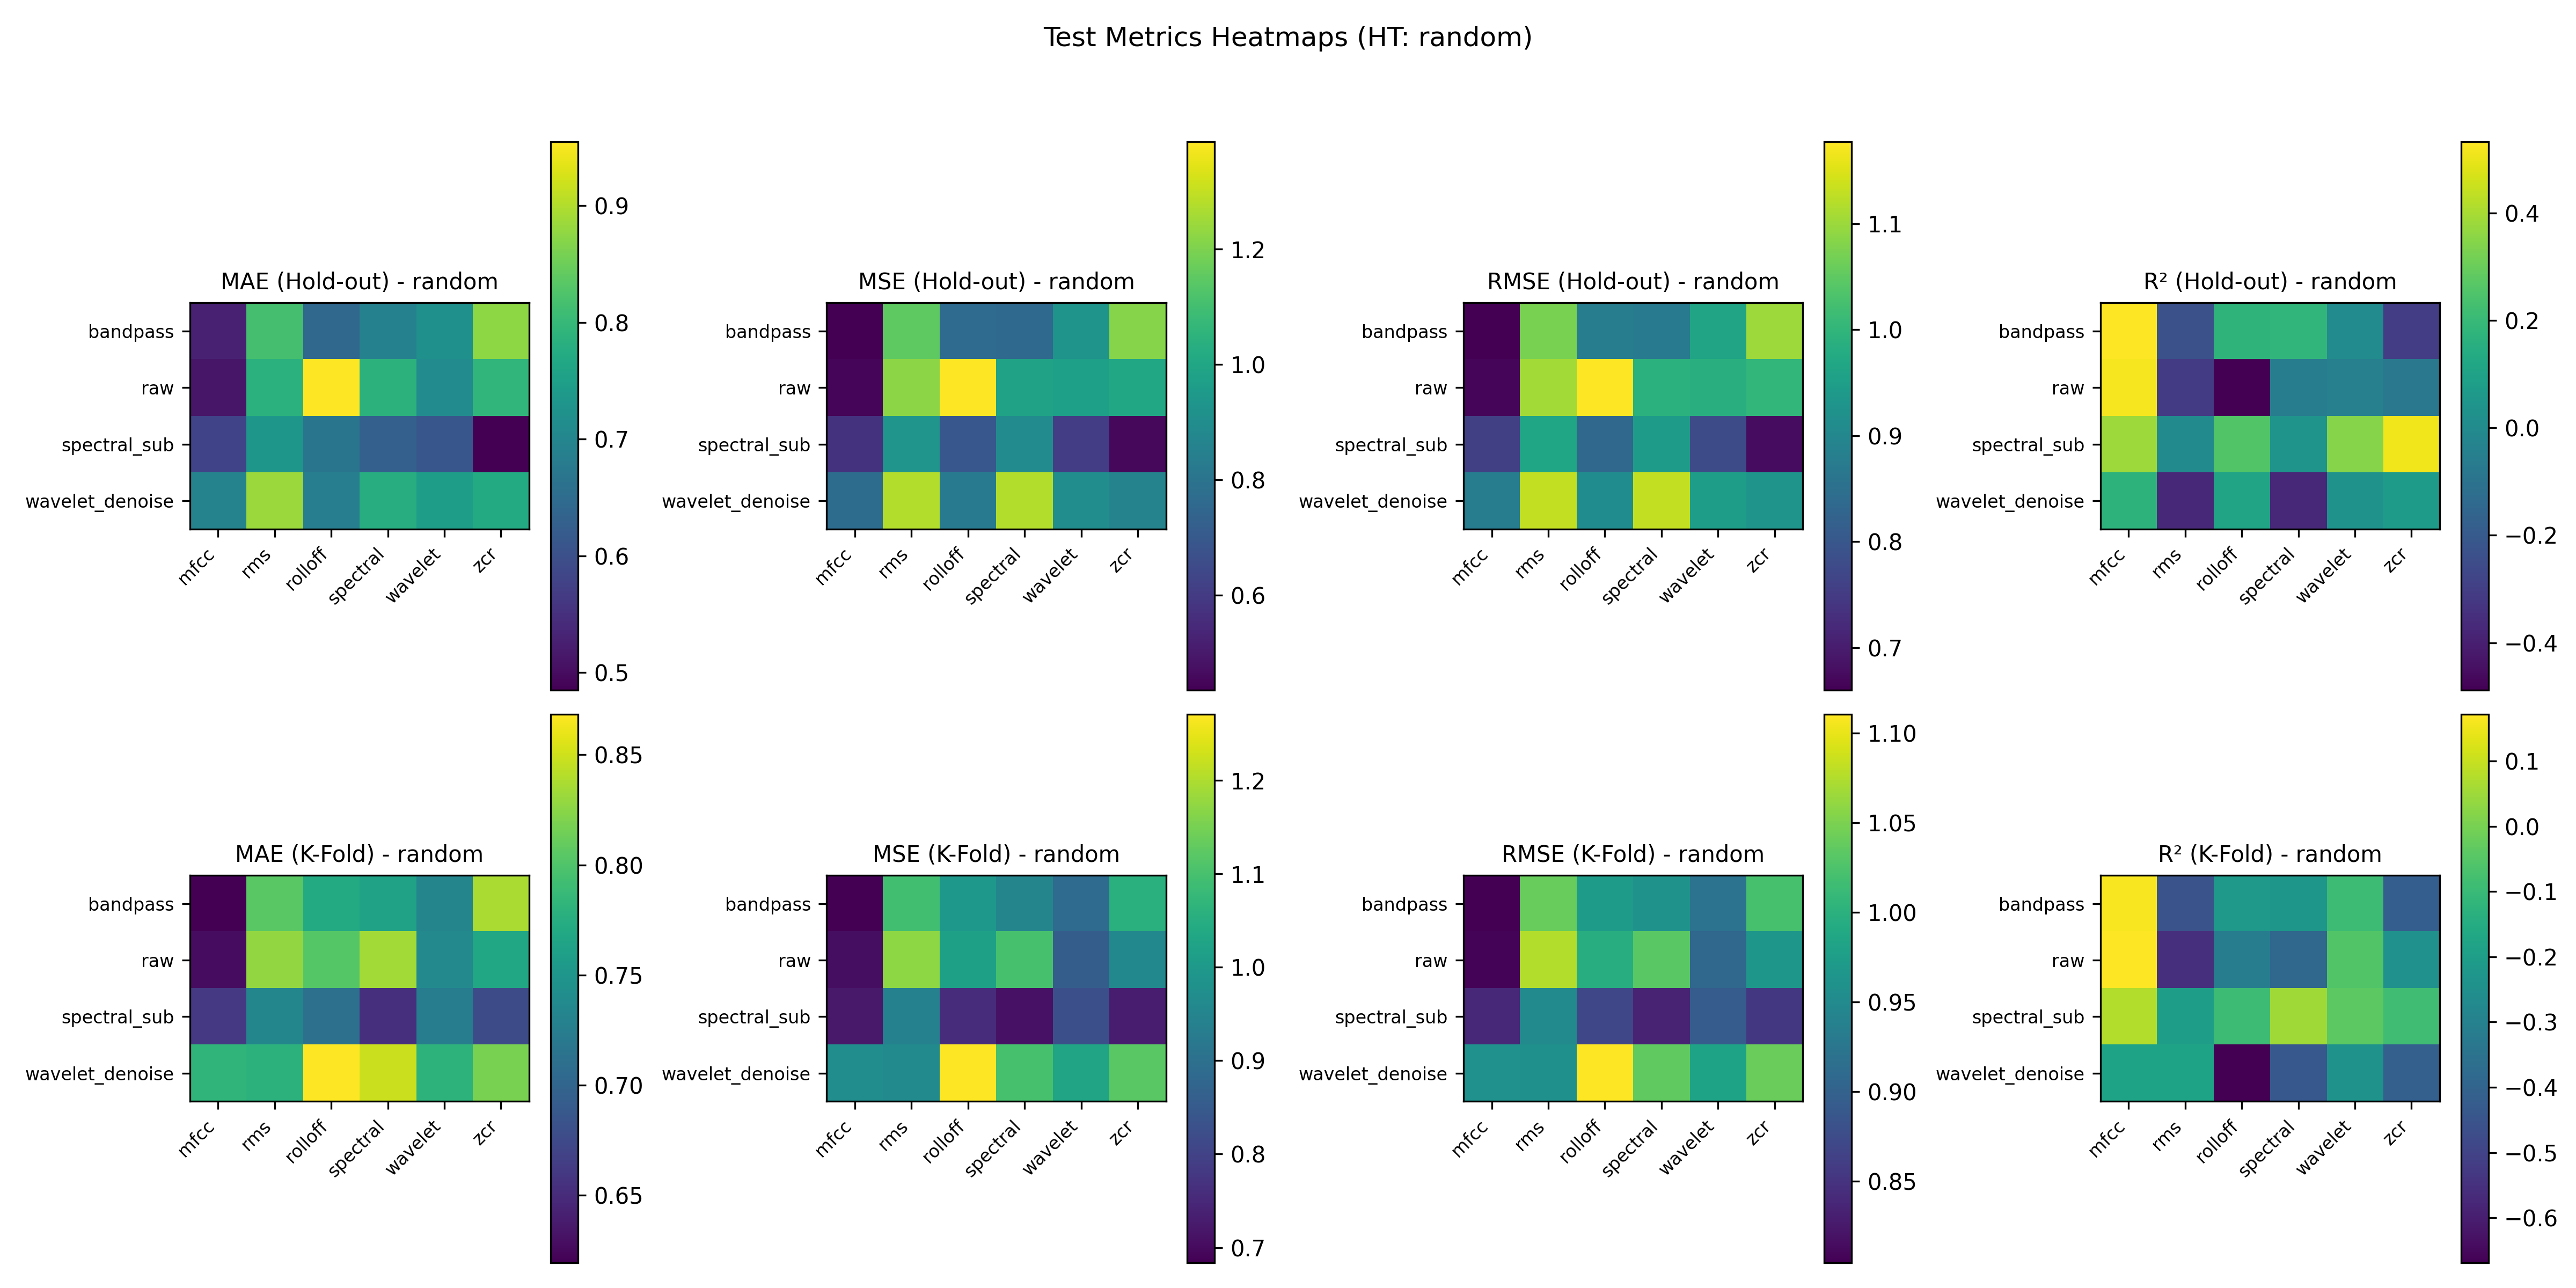 Test Metrics Heatmaps (HT: random)
MAE (Hold-out) - random
bandpass
raw
spectral_sub
wavelet_denoise
mfcc
rms
rolloff
spectral
wavelet
zcr
0.9
0.8
0.7
0.6
0.5
MSE (Hold-out) - random
bandpass
raw
spectral_sub
wavelet_denoise
mfcc
rms
rolloff
spectral
wavelet
zcr
1.2
1.0
0.8
0.6
RMSE (Hold-out) - random
bandpass
raw
spectral_sub
wavelet_denoise
mfcc
rms
rolloff
spectral
wavelet
zcr
1.1
1.0
0.9
0.8
0.7
R² (Hold-out) - random
bandpass
raw
spectral_sub
wavelet_denoise
mfcc
rms
rolloff
spectral
wavelet
zcr
0.4
0.2
0.0
−0.2
−0.4
MAE (K-Fold) - random
bandpass
raw
spectral_sub
wavelet_denoise
mfcc
rms
rolloff
spectral
wavelet
zcr
0.85
0.80
0.75
0.70
0.65
MSE (K-Fold) - random
bandpass
raw
spectral_sub
wavelet_denoise
mfcc
rms
rolloff
spectral
wavelet
zcr
1.2
1.1
1.0
0.9
0.8
0.7
RMSE (K-Fold) - random
bandpass
raw
spectral_sub
wavelet_denoise
mfcc
rms
rolloff
spectral
wavelet
zcr
1.10
1.05
1.00
0.95
0.90
0.85
R² (K-Fold) - random
bandpass
raw
spectral_sub
wavelet_denoise
mfcc
rms
rolloff
spectral
wavelet
zcr
0.1
0.0
−0.1
−0.2
−0.3
−0.4
−0.5
−0.6